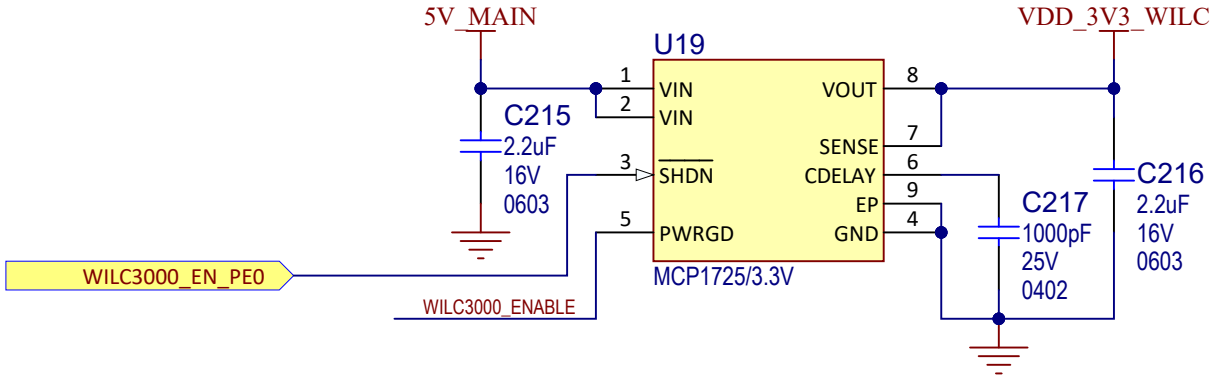 5V_MAIN
VDD_3V3_WILC
U19
1
VIN
VOUT
8
2
VIN
C215
2.2uF
16V
0603
SENSE
7
3
SHDN
CDELAY
6
EP
9
5
PWRGD
GND
4
C217
1000pF
25V
0402
C216
2.2uF
16V
0603
WILC3000_EN_PE0
MCP1725/3.3V
WILC3000_ENABLE